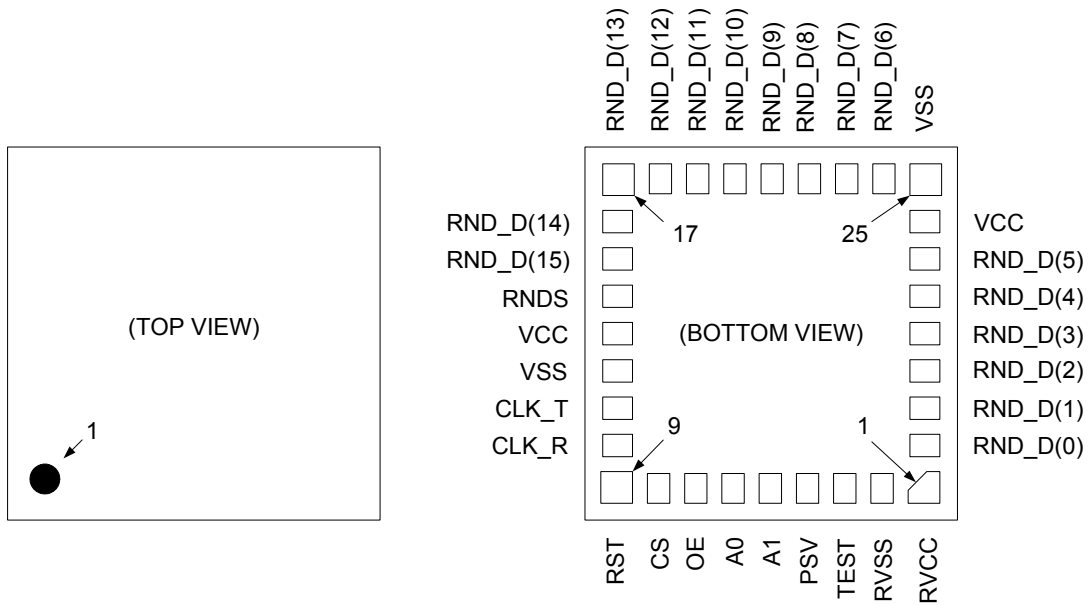 RND_D(13)
RND_D(12)
RND_D(11)
RND_D(10)
RND_D(9)
RND_D(8)
RND_D(7)
RND_D(6)
VSS
(TOP VIEW)
1
RND_D(14)
RND_D(15)
RNDS
VCC
VSS
CLK_T
CLK_R
17
25
(BOTTOM VIEW)
9
1
VCC
RND_D(5)
RND_D(4)
RND_D(3)
RND_D(2)
RND_D(1)
RND_D(0)
RST
CS
OE
A0
A1
PSV
TEST
RVSS
RVCC